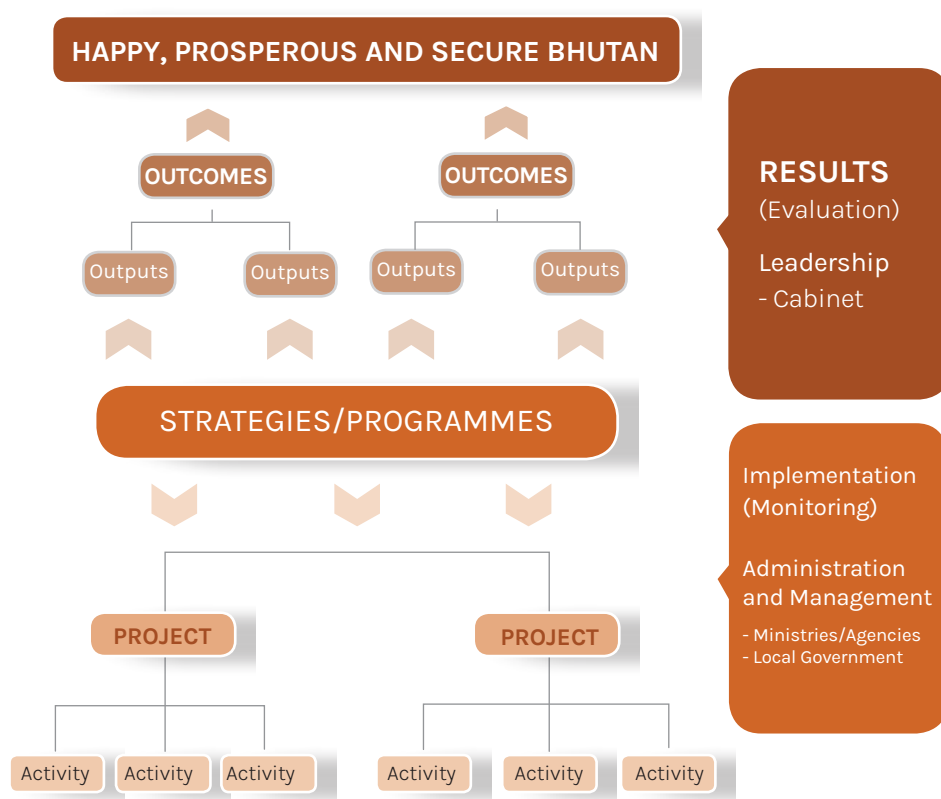 HAPPY, PROSPEROUS AND SECURE BHUTAN
OUTCOMES
OUTCOMES
Outputs
Outputs
Outputs
Outputs
STRATEGIES/PROGRAMMES
PROJECT
PROJECT
Activity
Activity
Activity
Activity
Activity
Activity
RESULTS
(Evaluation)
Leadership
- Cabinet
Implementation
(Monitoring)
Administration
and Management
- Ministries/Agencies
- Local Government